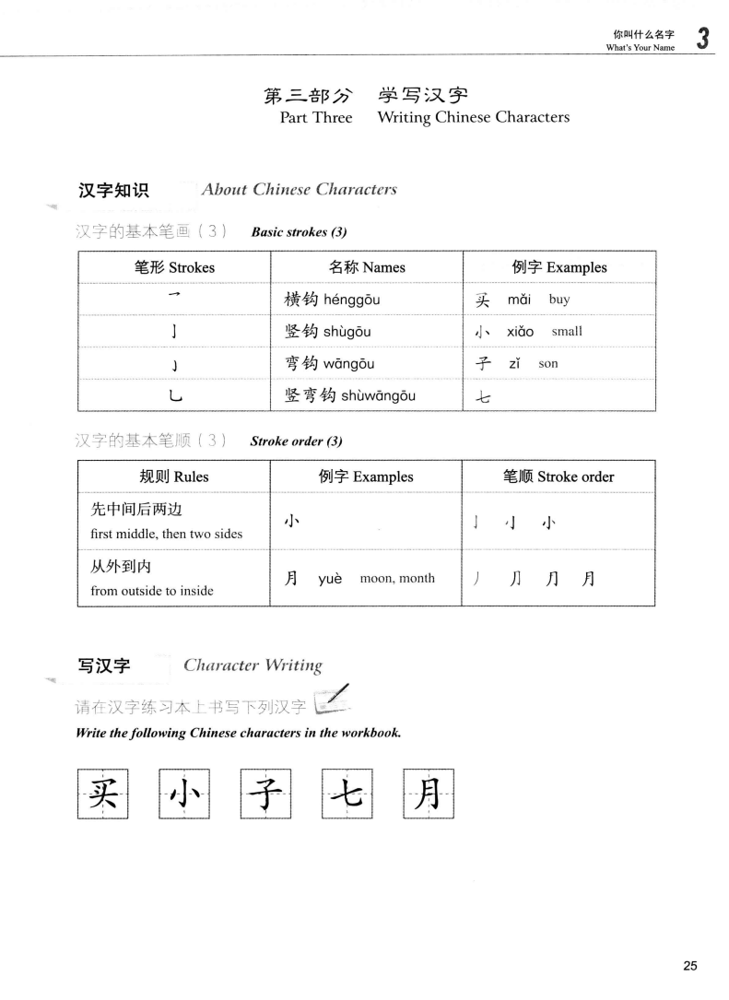 你叫什么名字 3
What's Your Name
第三部分 学写汉字
Part Three Writing Chinese Characters
汉字知识 About Chinese Characters
汉字的基本笔画(3) Basic strokes (3)
笔形 Strokes 名称 Names 例字 Examples
㇖ 横钩 hénggōu 买 mǎi buy
亅 竖钩 shùgōu 小 xiǎo small
㇁ 弯钩 wāngōu 子 zǐ son
乚 竖弯钩 shùwāngōu 七
汉字的基本笔顺(3) Stroke order (3)
规则 Rules 例字 Examples 笔顺 Stroke order
先中间后两边
first middle, then two sides
小 亅 小
从外到内
from outside to inside
月 yuè moon, month 丿 ⺆ 月
写汉字 Character Writing
请在汉字练习本上书写下列汉字
Write the following Chinese characters in the workbook.
买 小 子 七 月
25